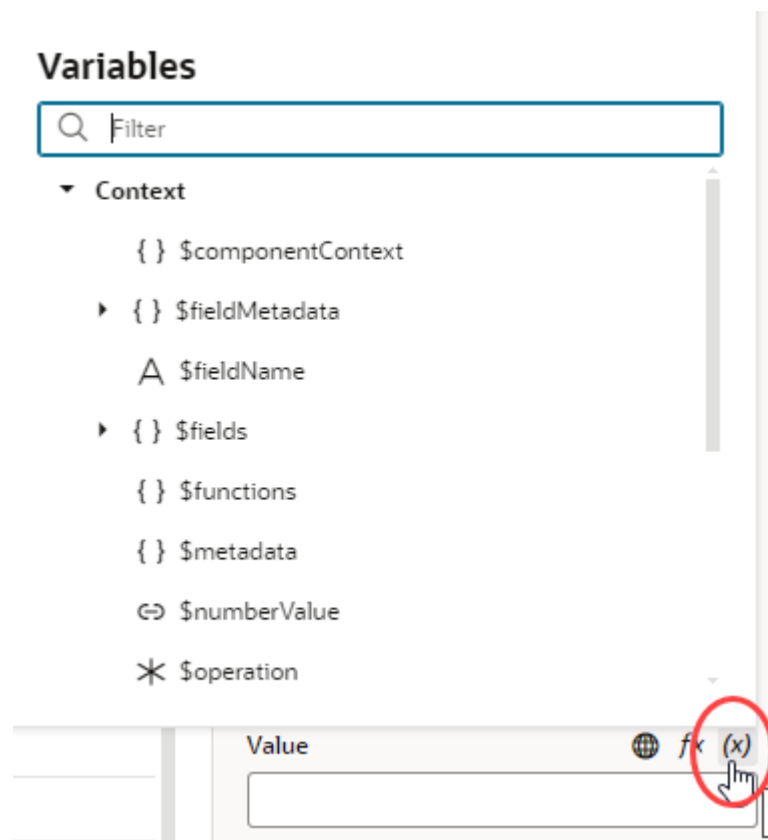 Variables
Filter
Context
{ } $componentContext
{ } $fieldMetadata
A $fieldName
{ } $fields
{ } $functions
{ } $metadata
$numberValue
$operation
Value fx (x)